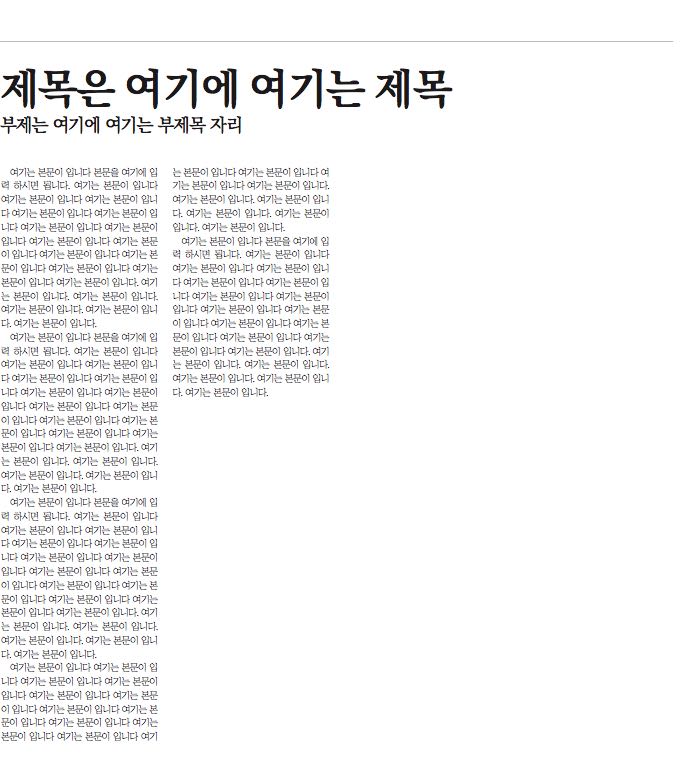 제목은 여기에 여기는 제목
부제는 여기에 여기는 부제목 자리
여기는 본문이 입니다 본문을 여기에 입
력 하시면 됩니다. 여기는 본문이 입니다
여기는 본문이 입니다 여기는 본문이 입니
다 여기는 본문이 입니다 여기는 본문이 입
니다 여기는 본문이 입니다 여기는 본문이
입니다 여기는 본문이 입니다 여기는 본문
이 입니다 여기는 본문이 입니다 여기는 본
문이 입니다 여기는 본문이 입니다 여기는
본문이 입니다 여기는 본문이 입니다. 여기
는 본문이 입니다. 여기는 본문이 입니다.
여기는 본문이 입니다. 여기는 본문이 입니
다. 여기는 본문이 입니다.
여기는 본문이 입니다 본문을 여기에 입
력 하시면 됩니다. 여기는 본문이 입니다
여기는 본문이 입니다 여기는 본문이 입니
다 여기는 본문이 입니다 여기는 본문이 입
니다 여기는 본문이 입니다 여기는 본문이
입니다 여기는 본문이 입니다 여기는 본문
이 입니다 여기는 본문이 입니다 여기는 본
문이 입니다 여기는 본문이 입니다 여기는
본문이 입니다 여기는 본문이 입니다. 여기
는 본문이 입니다. 여기는 본문이 입니다.
여기는 본문이 입니다. 여기는 본문이 입니
다. 여기는 본문이 입니다.
여기는 본문이 입니다 본문을 여기에 입
력 하시면 됩니다. 여기는 본문이 입니다
여기는 본문이 입니다 여기는 본문이 입니
다 여기는 본문이 입니다 여기는 본문이 입
니다 여기는 본문이 입니다 여기는 본문이
입니다 여기는 본문이 입니다 여기는 본문
이 입니다 여기는 본문이 입니다 여기는 본
문이 입니다 여기는 본문이 입니다 여기는
본문이 입니다 여기는 본문이 입니다. 여기
는 본문이 입니다. 여기는 본문이 입니다.
여기는 본문이 입니다. 여기는 본문이 입니
다. 여기는 본문이 입니다.
여기는 본문이 입니다 여기는 본문이 입
니다 여기는 본문이 입니다 여기는 본문이
입니다 여기는 본문이 입니다 여기는 본문
이 입니다 여기는 본문이 입니다 여기는 본
문이 입니다 여기는 본문이 입니다 여기는
본문이 입니다 여기는 본문이 입니다 여기
는 본문이 입니다 여기는 본문이 입니다 여
기는 본문이 입니다 여기는 본문이 입니다.
여기는 본문이 입니다. 여기는 본문이 입니
다. 여기는 본문이 입니다. 여기는 본문이
입니다. 여기는 본문이 입니다.
여기는 본문이 입니다 본문을 여기에 입
력 하시면 됩니다. 여기는 본문이 입니다
여기는 본문이 입니다 여기는 본문이 입니
다 여기는 본문이 입니다 여기는 본문이 입
니다 여기는 본문이 입니다 여기는 본문이
입니다 여기는 본문이 입니다 여기는 본문
이 입니다 여기는 본문이 입니다 여기는 본
문이 입니다 여기는 본문이 입니다 여기는
본문이 입니다 여기는 본문이 입니다. 여기
는 본문이 입니다. 여기는 본문이 입니다.
여기는 본문이 입니다. 여기는 본문이 입니
다. 여기는 본문이 입니다.